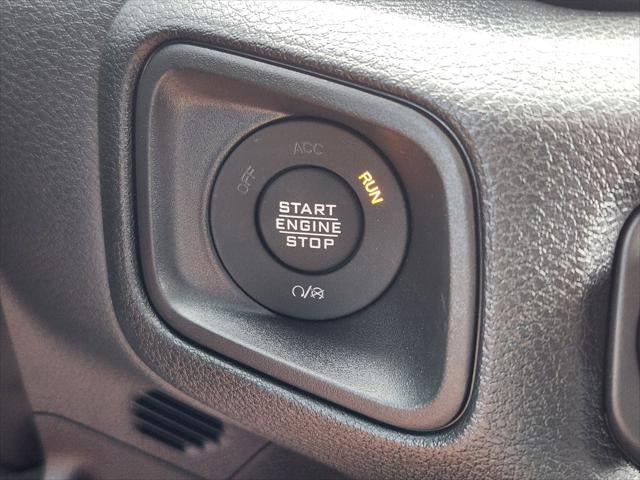 OFF ACC RUN
START
ENGINE
STOP